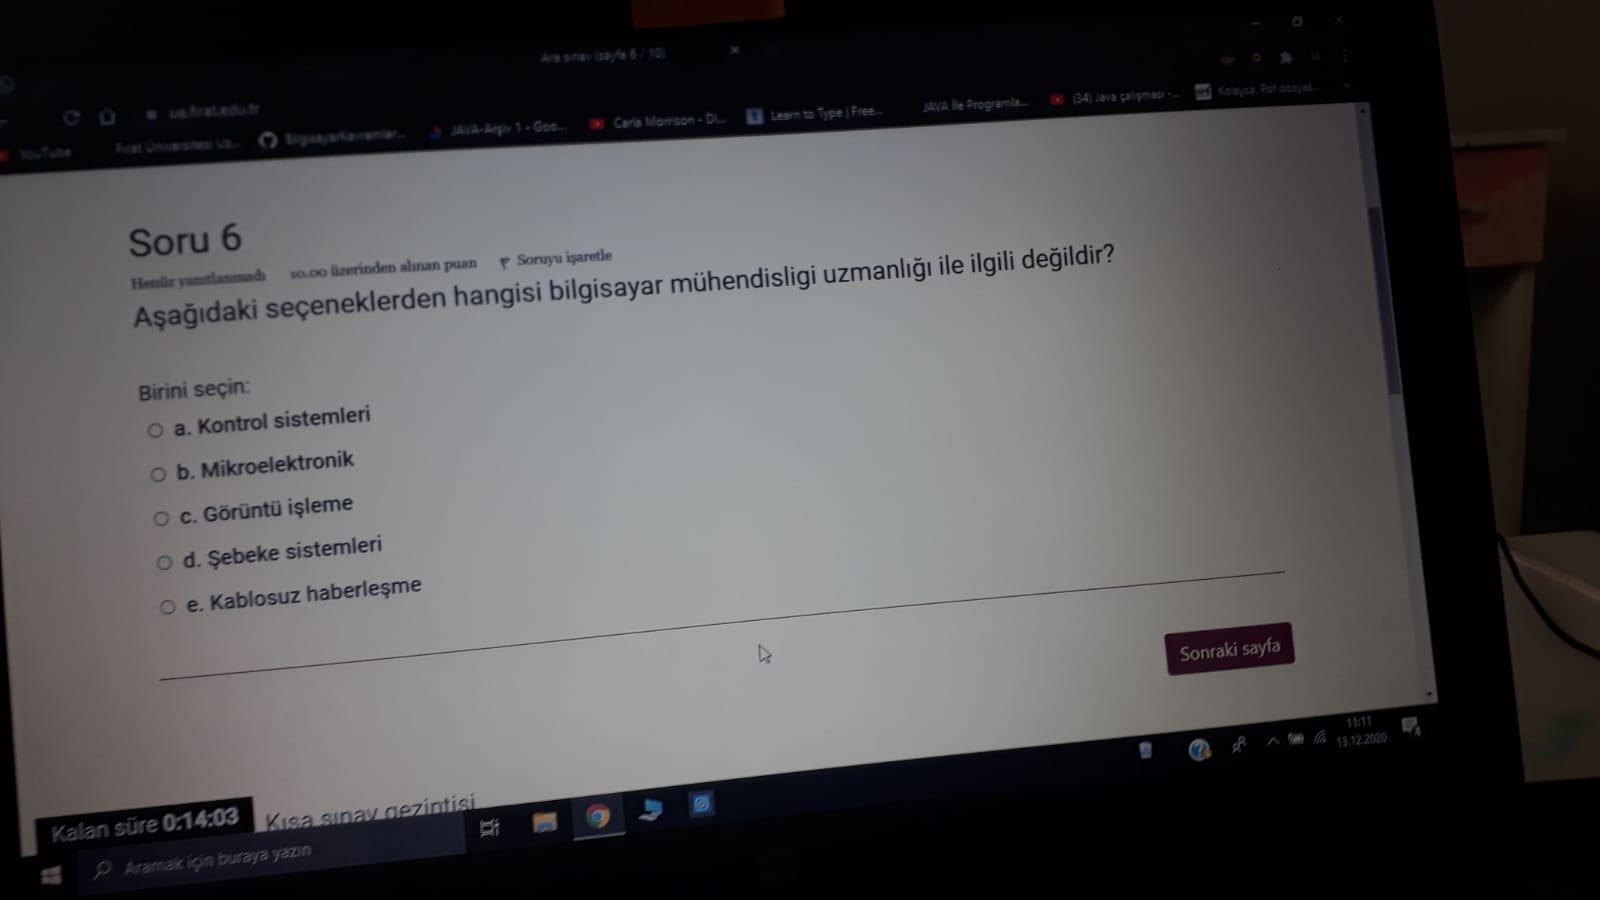 Ara sınav (sayfa 6 / 10)
ue.firat.edu.tr
YouTube Fırat Üniversitesi Uz... BilgisayarKavramlar... JAVA-Arşiv 1 - Goo... Carla Morrison - Di... Learn to Type | Free... JAVA İle Programla... (34) Java çalışması -... Kolayca, Pdf dosyas...
Soru 6
Henüz yanıtlanmadı 10.00 üzerinden alınan puan Soruyu işaretle
Aşağıdaki seçeneklerden hangisi bilgisayar mühendisligi uzmanlığı ile ilgili değildir?
Birini seçin:
a. Kontrol sistemleri
b. Mikroelektronik
c. Görüntü işleme
d. Şebeke sistemleri
e. Kablosuz haberleşme
Sonraki sayfa
Kalan süre 0:14:03
Kısa sınav gezintisi
Aramak için buraya yazın
11:11
13.12.2020
4